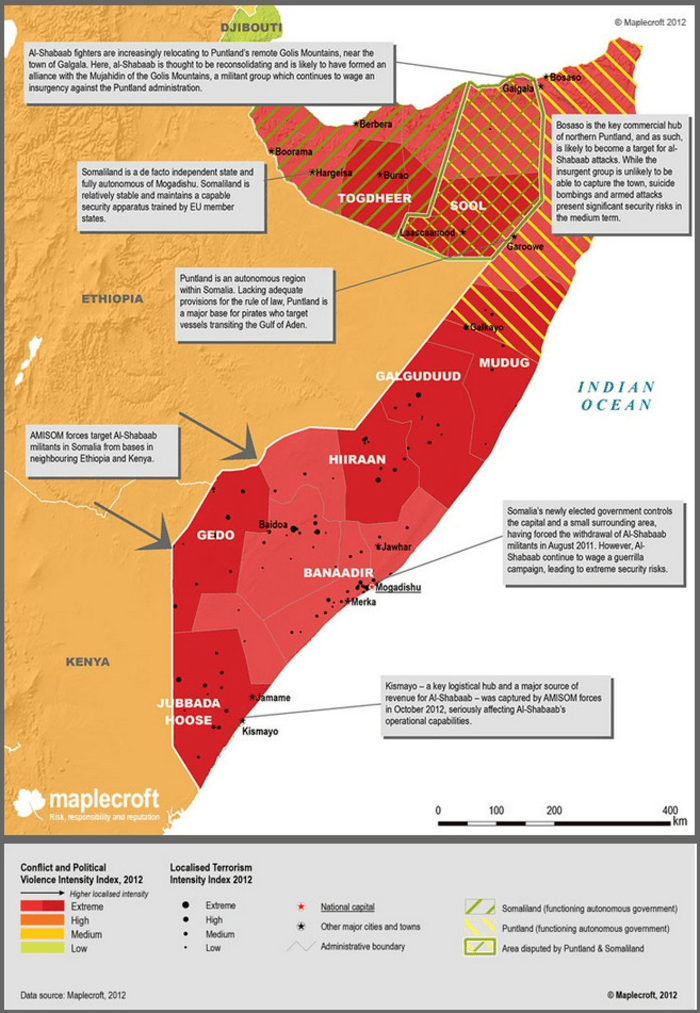 DJIBOUTI
© Maplecroft 2012
Al-Shabaab fighters are increasingly relocating to Puntland's remote Golis Mountains, near the
town of Galgala. Here, al-Shabaab is thought to be reconsolidating and is likely to have formed an
alliance with the Mujahidin of the Golis Mountains, a militant group which continues to wage an
insurgency against the Puntland administration.
Bosaso
Galgala
Berbera
Bosaso is the key commercial hub
of northern Puntland, and as such,
is likely to become a target for al-
Shabaab attacks. While the
insurgent group is unlikely to be
able to capture the town, suicide
bombings and armed attacks
present significant security risks in
the medium term.
Boorama
Hargeisa
Burao
Somaliland is a de facto independent state and
fully autonomous of Mogadishu. Somaliland is
relatively stable and maintains a capable
security apparatus trained by EU member
states.
TOGDHEER
SOOL
Laascaanood
Garoowe
Puntland is an autonomous region
within Somalia. Lacking adequate
provisions for the rule of law, Puntland is
a major base for pirates who target
vessels transiting the Gulf of Aden.
ETHIOPIA
Galkayo
MUDUG
GALGUDUUD
INDIAN
OCEAN
AMISOM forces target Al-Shabaab
militants in Somalia from bases in
neighbouring Ethiopia and Kenya.
HIIRAAN
GEDO
Baidoa
Jawhar
Somalia's newly elected government controls
the capital and a small surrounding area,
having forced the withdrawal of Al-Shabaab
militants in August 2011. However, Al-
Shabaab continue to wage a guerrilla
campaign, leading to extreme security risks.
BANAADIR
Mogadishu
Merka
KENYA
JUBBADA
HOOSE
Jamame
Kismayo
Kismayo – a key logistical hub and a major source of
revenue for Al-Shabaab – was captured by AMISOM forces
in October 2012, seriously affecting Al-Shabaab's
operational capabilities.
maplecroft
Risk, responsibility and reputation
0 100 200 400
km
Conflict and Political
Violence Intensity Index, 2012
Higher localised intensity
Extreme
High
Medium
Low
Localised Terrorism
Intensity Index 2012
Extreme
High
Medium
Low
National capital
Other major cities and towns
Administrative boundary
Somaliland (functioning autonomous government)
Puntland (functioning autonomous government)
Area disputed by Puntland & Somaliland
Data source: Maplecroft, 2012
© Maplecroft, 2012